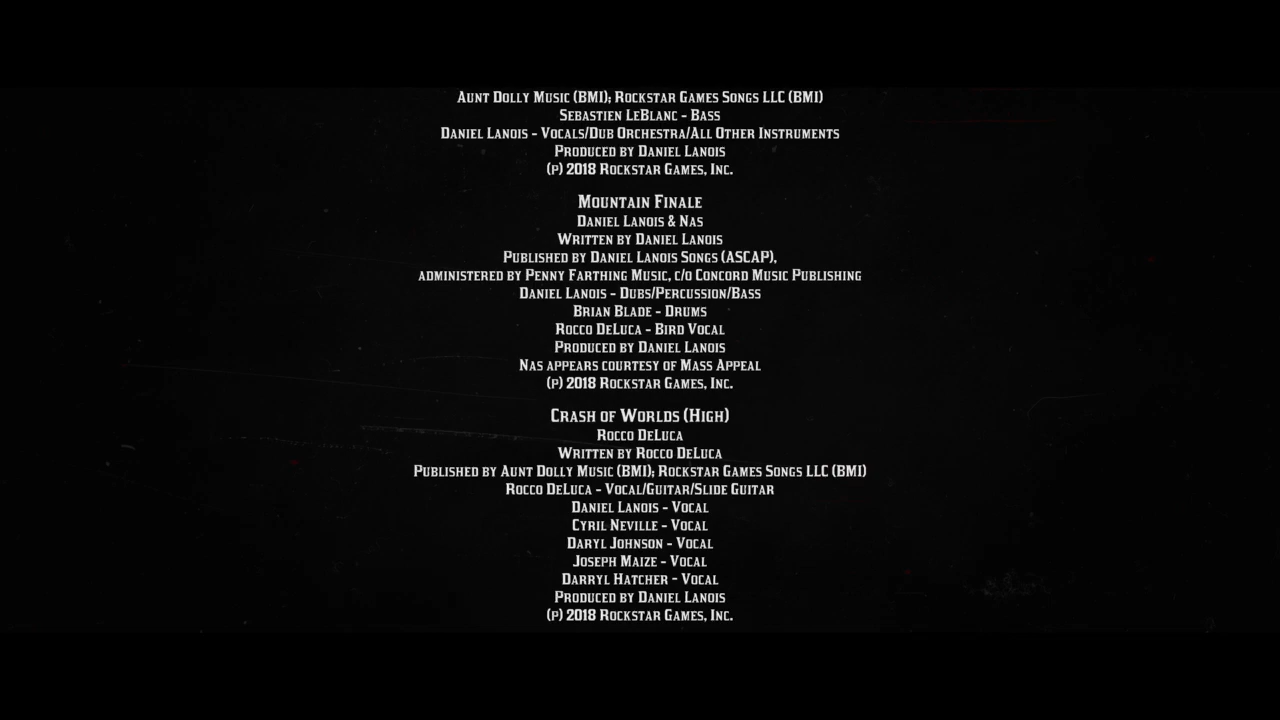 Aunt Dolly Music (BMI); Rockstar Games Songs LLC (BMI)
Sebastien LeBlanc - Bass
Daniel Lanois - Vocals/Dub Orchestra/All Other Instruments
Produced by Daniel Lanois
(P) 2018 Rockstar Games, Inc.
Mountain Finale
Daniel Lanois & Nas
Written by Daniel Lanois
Published by Daniel Lanois Songs (ASCAP),
administered by Penny Farthing Music, c/o Concord Music Publishing
Daniel Lanois - Dubs/Percussion/Bass
Brian Blade - Drums
Rocco DeLuca - Bird Vocal
Produced by Daniel Lanois
Nas appears courtesy of Mass Appeal
(P) 2018 Rockstar Games, Inc.
Crash of Worlds (High)
Rocco DeLuca
Written by Rocco DeLuca
Published by Aunt Dolly Music (BMI); Rockstar Games Songs LLC (BMI)
Rocco DeLuca - Vocal/Guitar/Slide Guitar
Daniel Lanois - Vocal
Cyril Neville - Vocal
Daryl Johnson - Vocal
Joseph Maize - Vocal
Darryl Hatcher - Vocal
Produced by Daniel Lanois
(P) 2018 Rockstar Games, Inc.